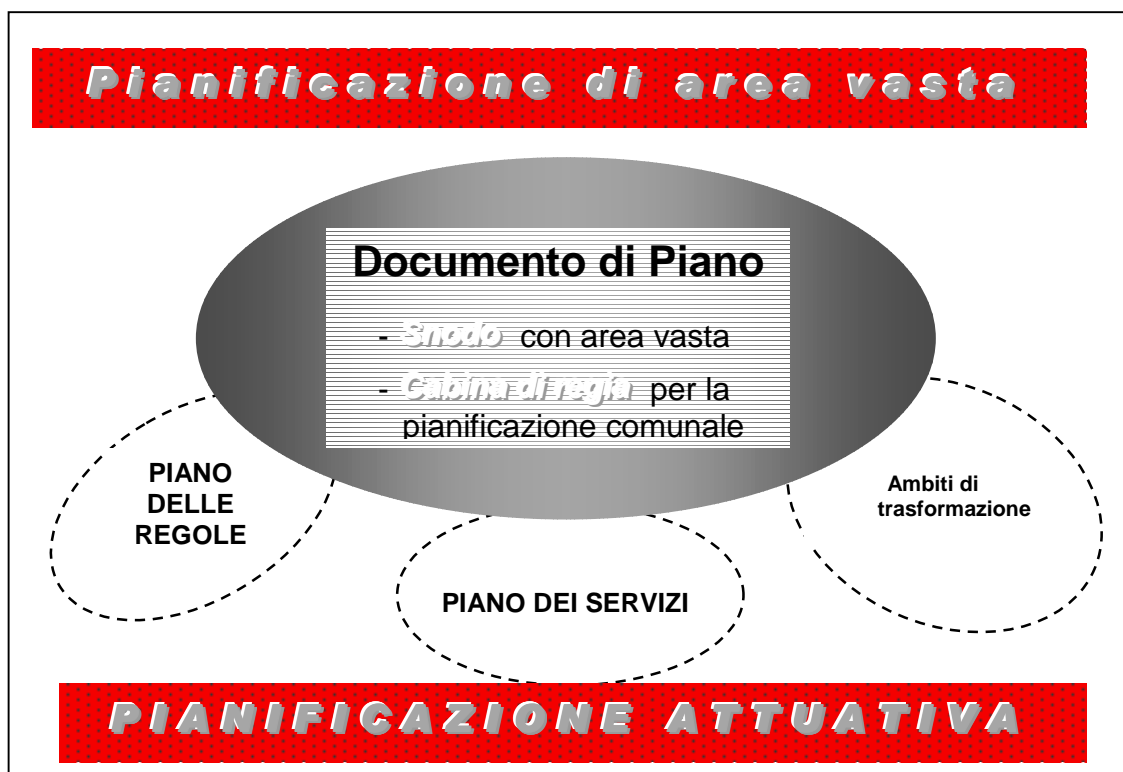 Pianificazione di area vasta
Documento di Piano
- Snodo con area vasta
- Cabina di regia per la
pianificazione comunale
PIANO
DELLE
REGOLE
Ambiti di
trasformazione
PIANO DEI SERVIZI
PIANIFICAZIONE ATTUATIVA